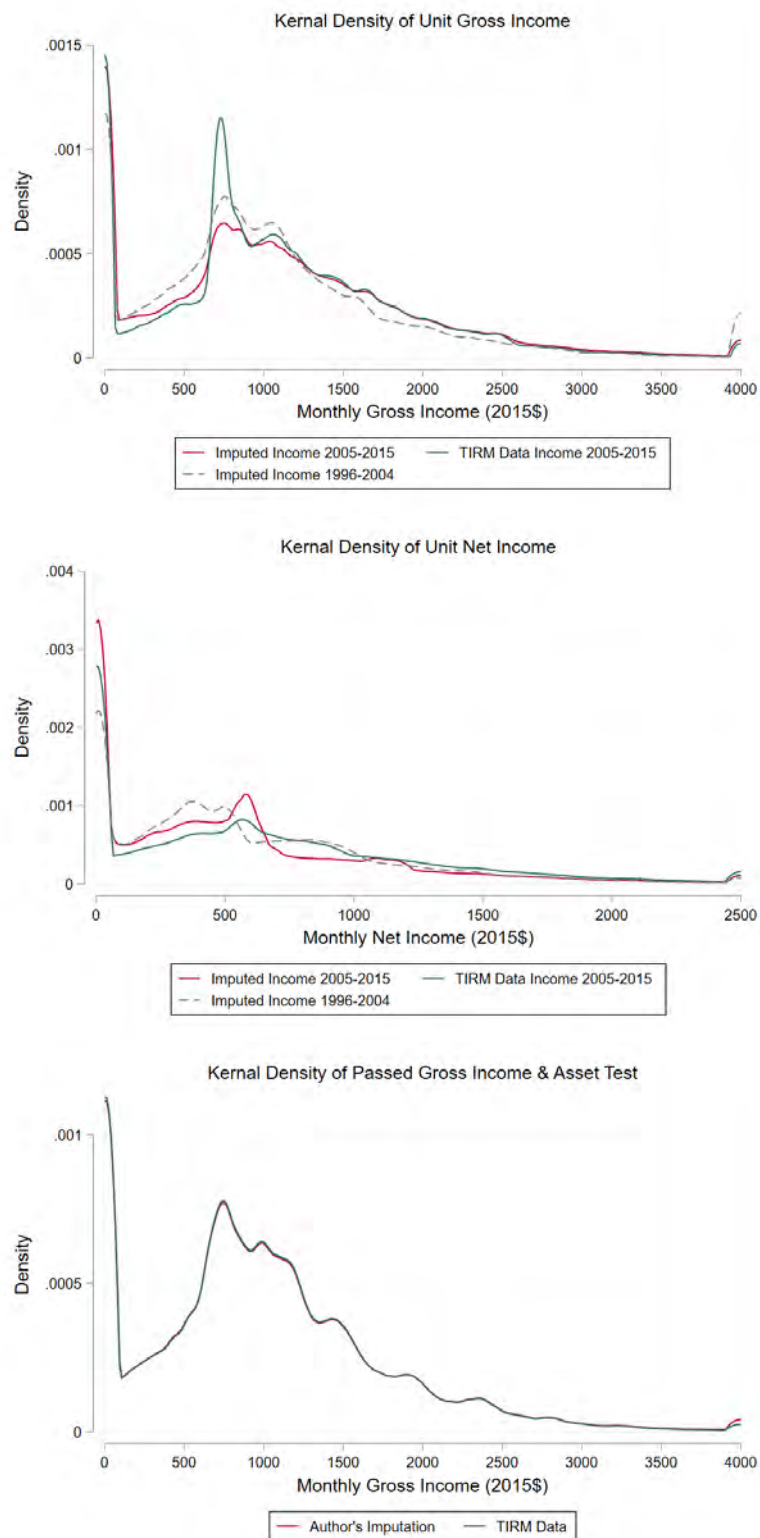 Kernal Density of Unit Gross Income
.0015
.001
.0005
0
Density
0 500 1000 1500 2000 2500 3000 3500 4000
Monthly Gross Income (2015$)
Imputed Income 2005-2015 TIRM Data Income 2005-2015
Imputed Income 1996-2004
Kernal Density of Unit Net Income
.004
.003
.002
.001
0
Density
0 500 1000 1500 2000 2500
Monthly Net Income (2015$)
Imputed Income 2005-2015 TIRM Data Income 2005-2015
Imputed Income 1996-2004
Kernal Density of Passed Gross Income & Asset Test
.001
.0005
0
Density
0 500 1000 1500 2000 2500 3000 3500 4000
Monthly Gross Income (2015$)
Author's Imputation TIRM Data